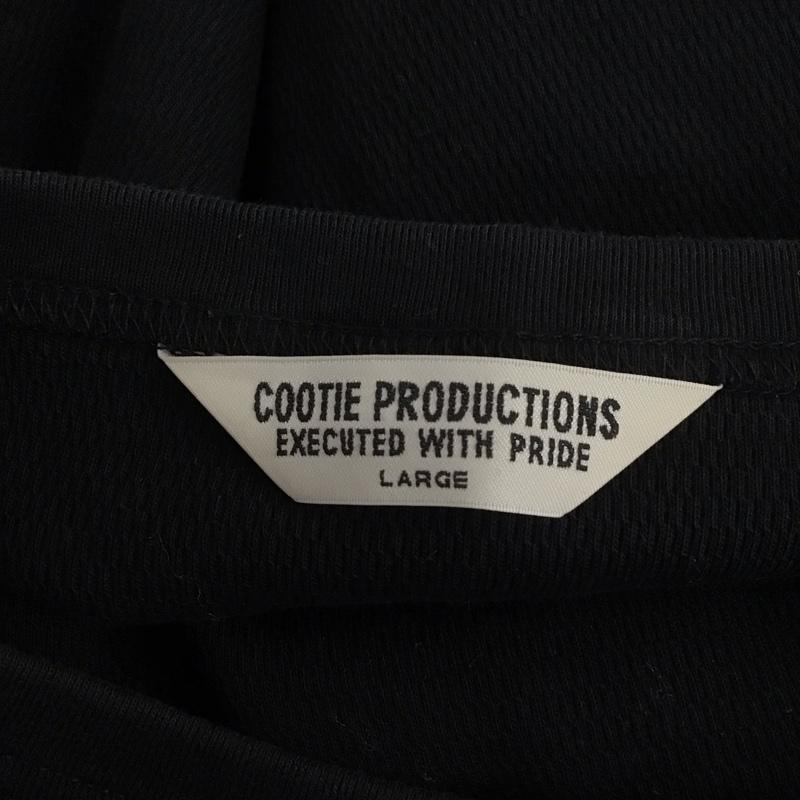 COOTIE PRODUCTIONS
EXECUTED WITH PRIDE
LARGE